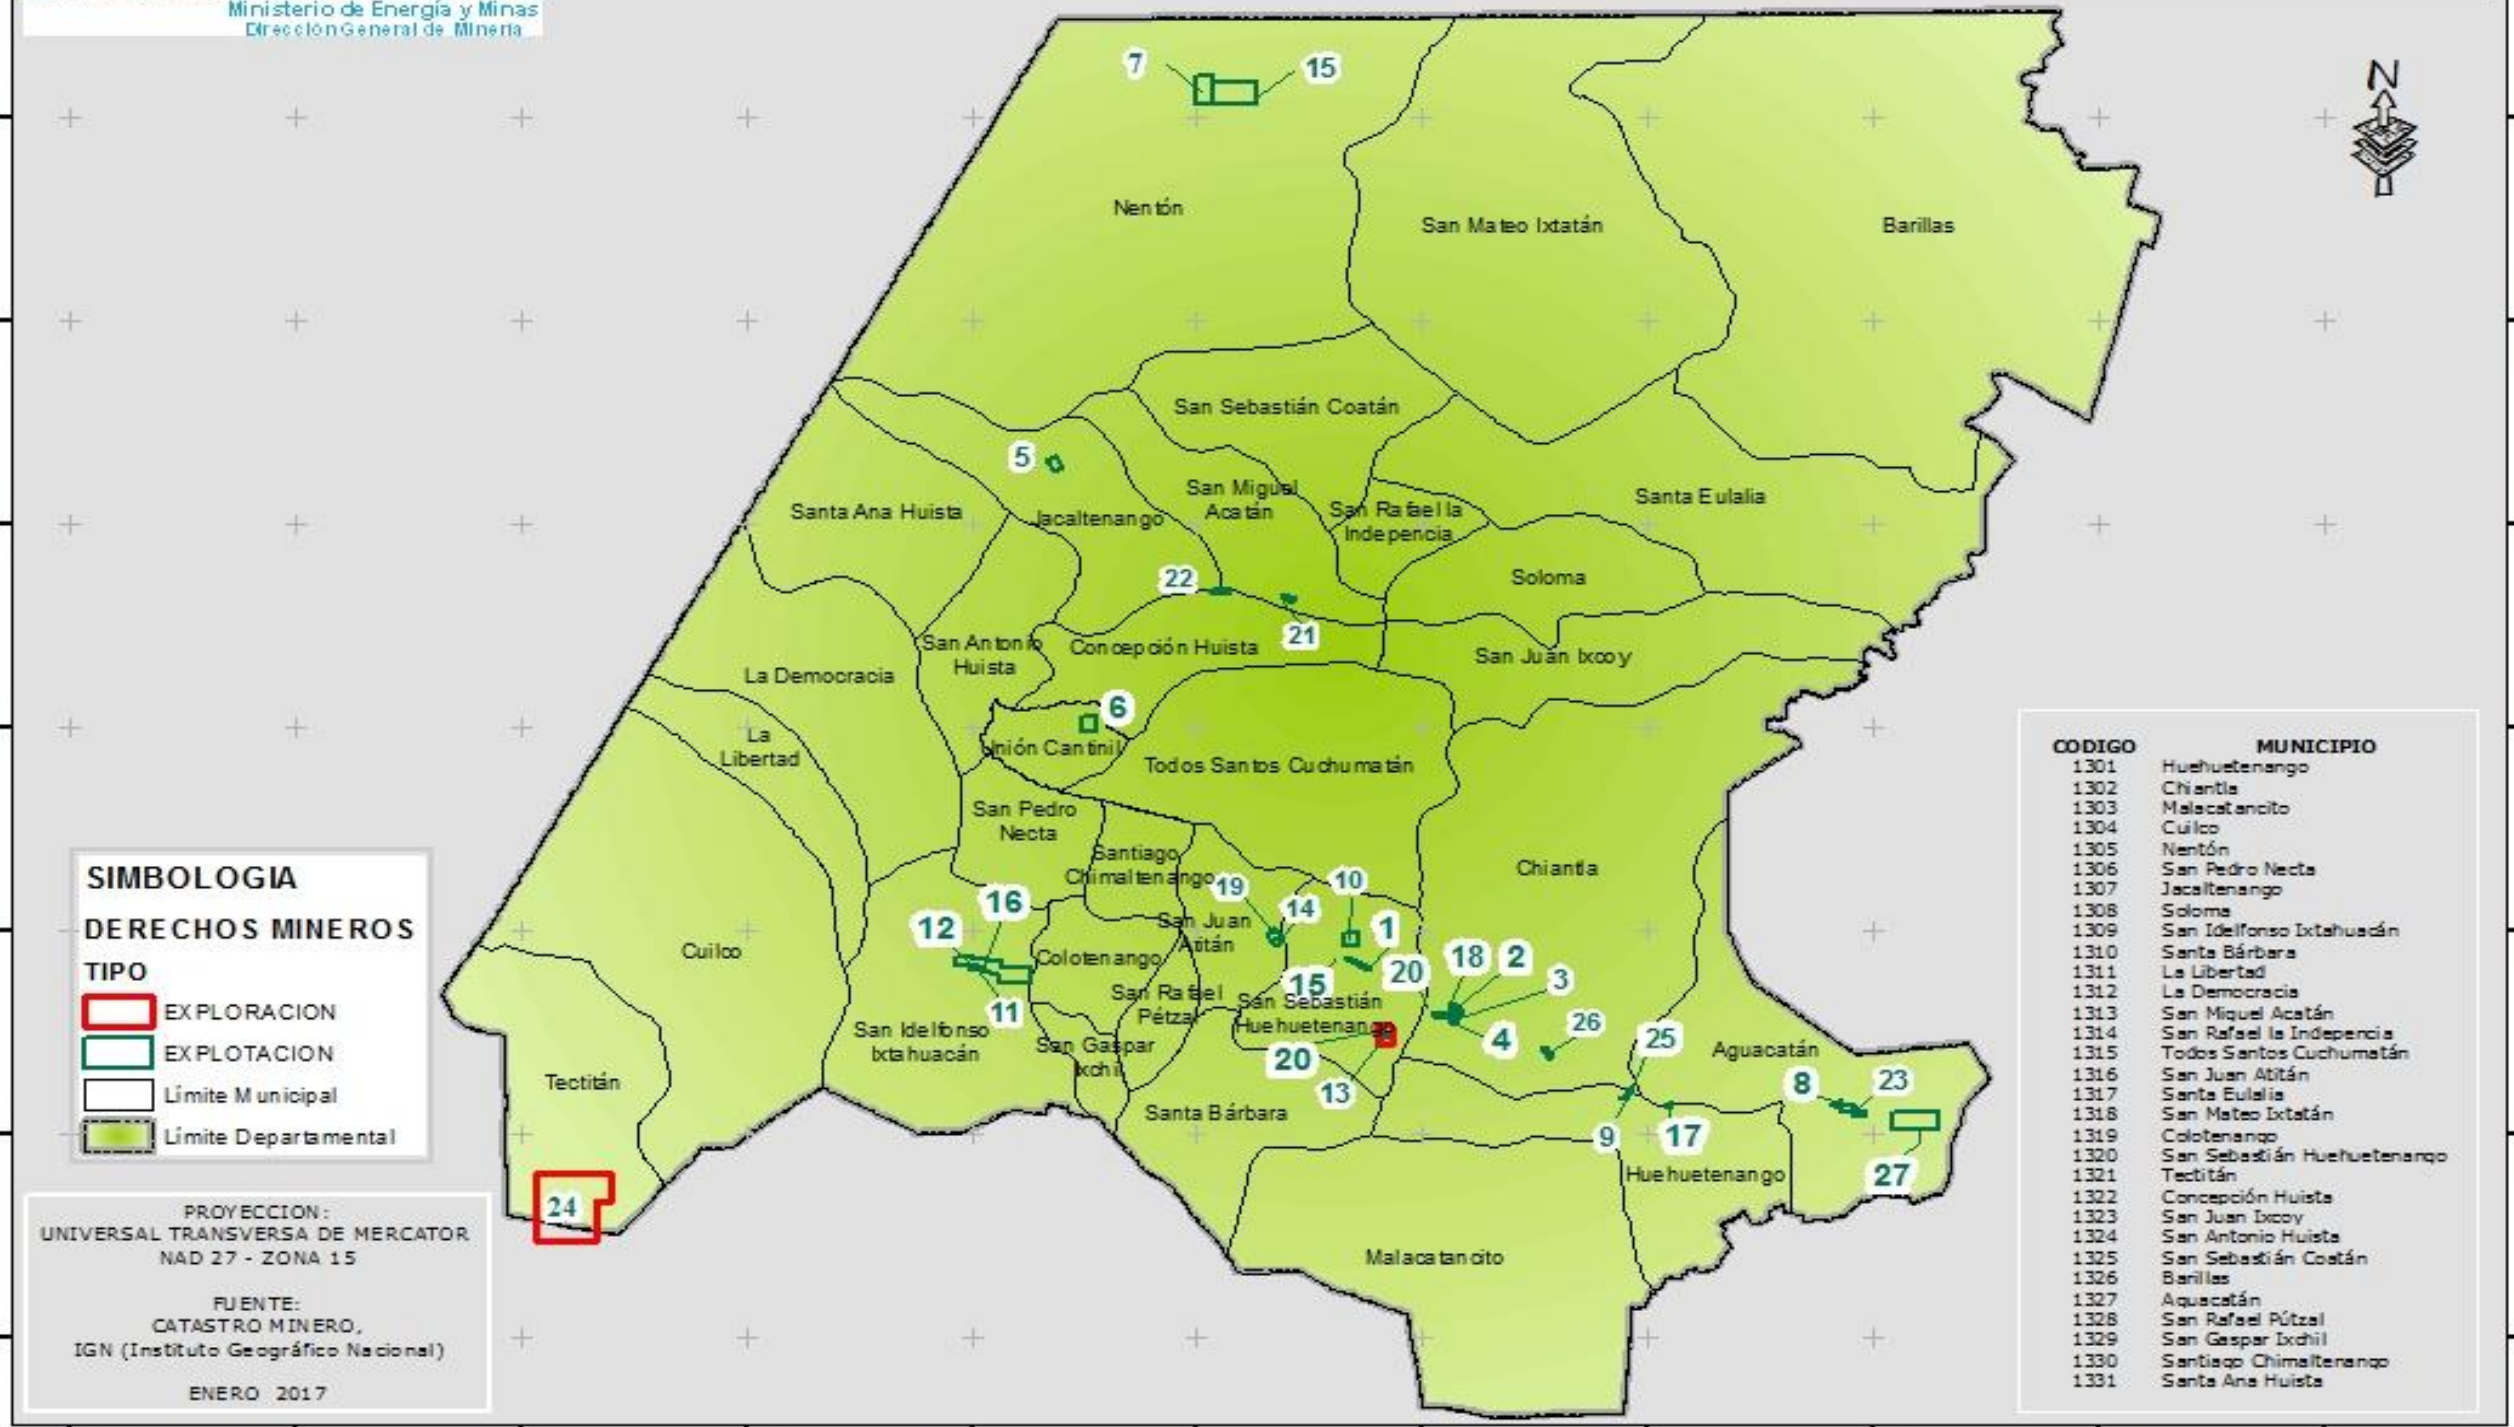 Ministerio de Energía y Minas
Dirección General de Minería
N
7
15
Nentón
San Mateo Ixtatán
Barillas
San Sebastián Coatán
5
San Miguel
Acatán
Santa Ana Huista
Jacaltenango
San Rafael la
Indepencia
Santa Eulalia
22
Soloma
21
San Antonio
Huista
Concepción Huista
San Juan Ixcoy
La Democracia
6
La
Libertad
Unión Cantinil
Todos Santos Cuchumatán
San Pedro
Necta
Santiago
Chimaltenango
Chiantla
19
10
16
14
12
San Juan
Atitán
1
Cuilco
Colotenango
18
2
20
3
15
San Rafael
Pétzal
San Sebastián
Huehuetenango
11
San Idelfonso
Ixtahuacán
San Gaspar
Ixchil
26
25
4
20
Aguacatán
Tectitán
13
8
23
Santa Bárbara
9
17
27
Huehuetenango
24
Malacatancito
SIMBOLOGIA
DERECHOS MINEROS
TIPO
EXPLORACION
EXPLOTACION
Límite Municipal
Límite Departamental
PROYECCION:
UNIVERSAL TRANSVERSA DE MERCATOR
NAD 27 - ZONA 15
FUENTE:
CATASTRO MINERO,
IGN (Instituto Geográfico Nacional)
ENERO 2017
CODIGO MUNICIPIO
1301 Huehuetenango
1302 Chiantla
1303 Malacatancito
1304 Cuilco
1305 Nentón
1306 San Pedro Necta
1307 Jacaltenango
1308 Soloma
1309 San Idelfonso Ixtahuacán
1310 Santa Bárbara
1311 La Libertad
1312 La Democracia
1313 San Miguel Acatán
1314 San Rafael la Indepencia
1315 Todos Santos Cuchumatán
1316 San Juan Atitán
1317 Santa Eulalia
1318 San Mateo Ixtatán
1319 Colotenango
1320 San Sebastián Huehuetenango
1321 Tectitán
1322 Concepción Huista
1323 San Juan Ixcoy
1324 San Antonio Huista
1325 San Sebastián Coatán
1326 Barillas
1327 Aguacatán
1328 San Rafael Pútzal
1329 San Gaspar Ixchil
1330 Santiago Chimaltenango
1331 Santa Ana Huista